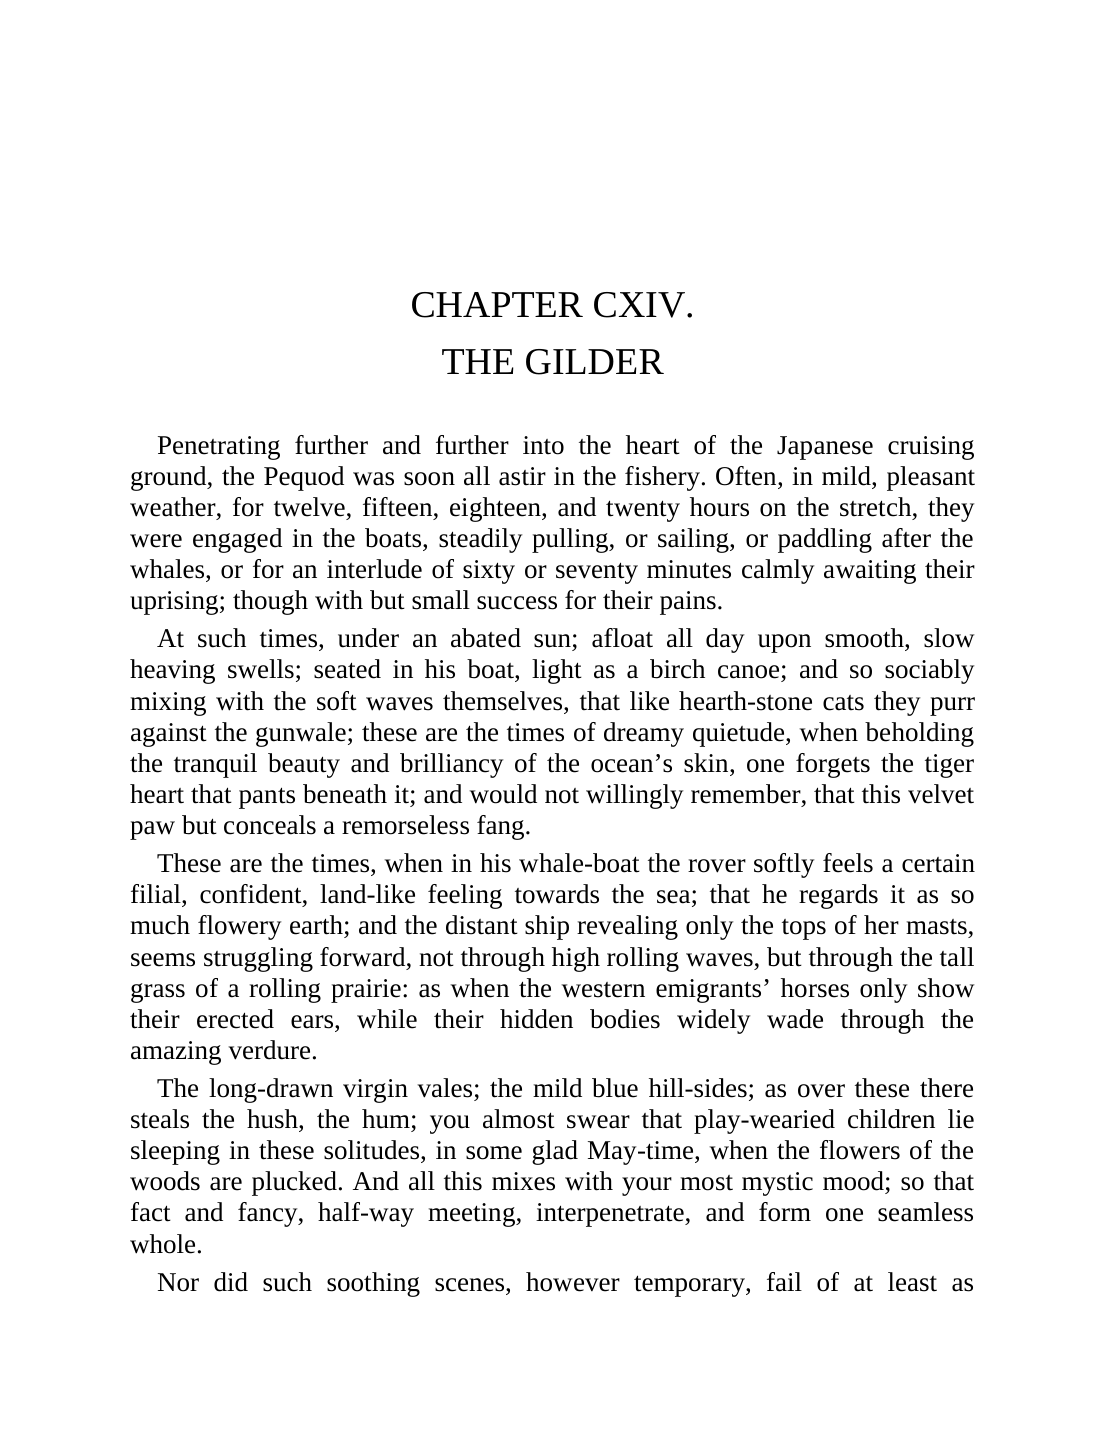 CHAPTER CXIV.
THE GILDER
Penetrating further and further into the heart of the Japanese cruising
ground, the Pequod was soon all astir in the fishery. Often, in mild, pleasant
weather, for twelve, fifteen, eighteen, and twenty hours on the stretch, they
were engaged in the boats, steadily pulling, or sailing, or paddling after the
whales, or for an interlude of sixty or seventy minutes calmly awaiting their
uprising; though with but small success for their pains.
At such times, under an abated sun; afloat all day upon smooth, slow
heaving swells; seated in his boat, light as a birch canoe; and so sociably
mixing with the soft waves themselves, that like hearth-stone cats they purr
against the gunwale; these are the times of dreamy quietude, when beholding
the tranquil beauty and brilliancy of the ocean’s skin, one forgets the tiger
heart that pants beneath it; and would not willingly remember, that this velvet
paw but conceals a remorseless fang.
These are the times, when in his whale-boat the rover softly feels a certain
filial, confident, land-like feeling towards the sea; that he regards it as so
much flowery earth; and the distant ship revealing only the tops of her masts,
seems struggling forward, not through high rolling waves, but through the tall
grass of a rolling prairie: as when the western emigrants’ horses only show
their erected ears, while their hidden bodies widely wade through the
amazing verdure.
The long-drawn virgin vales; the mild blue hill-sides; as over these there
steals the hush, the hum; you almost swear that play-wearied children lie
sleeping in these solitudes, in some glad May-time, when the flowers of the
woods are plucked. And all this mixes with your most mystic mood; so that
fact and fancy, half-way meeting, interpenetrate, and form one seamless
whole.
Nor did such soothing scenes, however temporary, fail of at least as